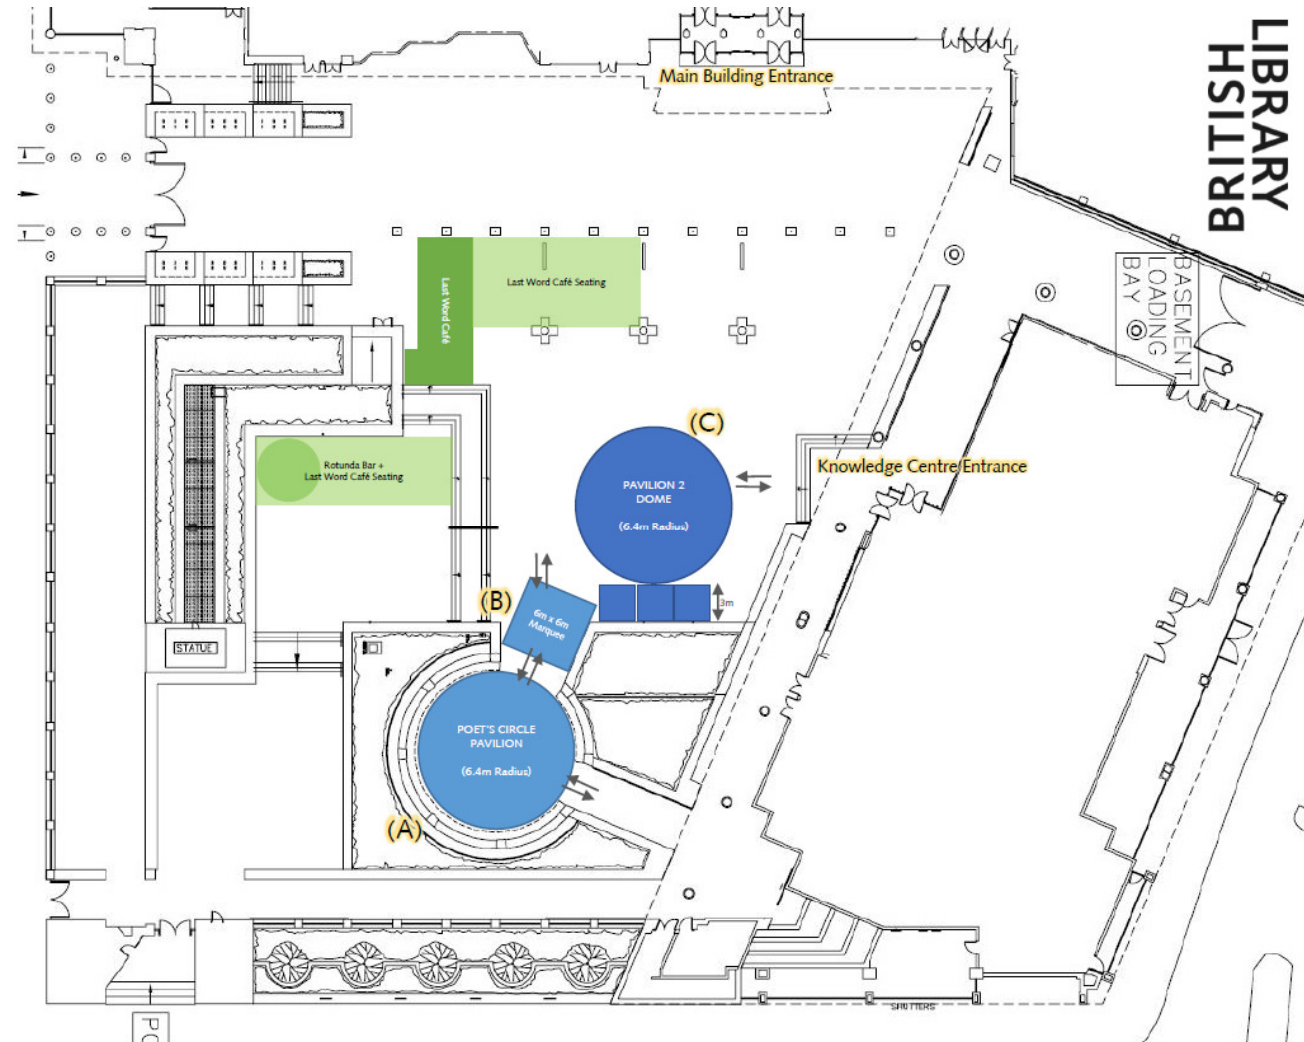 LIBRARY
BRITISH
Main Building Entrance
BASEMENT
LOADING
BAY
Last Word Café
Last Word Café Seating
(C)
Rotunda Bar +
Last Word Café Seating
Knowledge Centre Entrance
PAVILION 2
DOME
(6.4m Radius)
(B)
6m x 6m
Marquee
3m
STATUE
POET'S CIRCLE
PAVILION
(6.4m Radius)
(A)
SHUTTERS